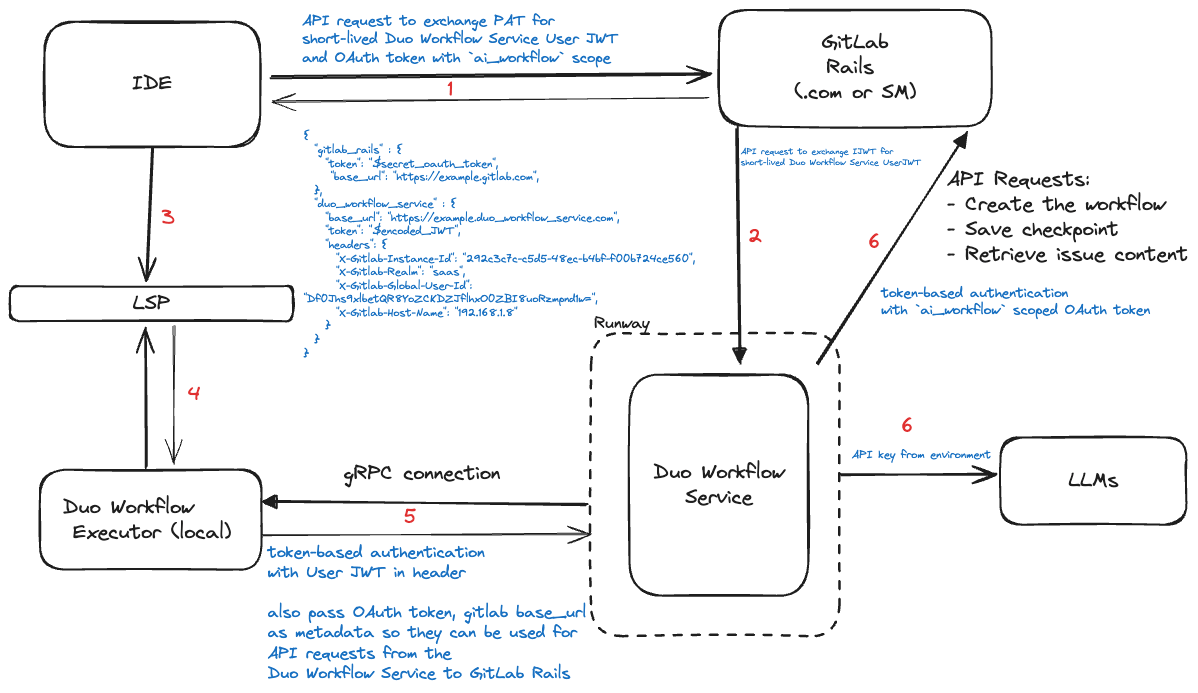 API request to exchange PAT for
short-lived Duo Workflow Service User JWT
and OAuth token with `ai_workflow` scope
IDE
1
GitLab
Rails
(.com or SM)
{
"gitlab_rails" : {
"token": "$secret_oauth_token",
"base_url": "https://example.gitlab.com",
},
"duo_workflow_service" : {
"base_url": "https://example.duo_workflow_service.com",
"token": "$encoded_JWT",
"headers": {
"X-Gitlab-Instance-Id": "292c3c7c-c5d5-48ec-b4bf-f00b724ce560",
"X-Gitlab-Realm": "saas",
"X-Gitlab-Global-User-Id":
"X-Gitlab-Host-Name": "192.168.1.8"
}
}
}
API request to exchange IJWT for
short-lived Duo Workflow Service UserJWT
2
6
API Requests:
- Create the workflow
- Save checkpoint
- Retrieve issue content
token-based authentication
with `ai_workflow` scoped OAuth token
3
LSP
4
Runway
Duo Workflow
Executor (local)
gRPC connection
5
token-based authentication
with User JWT in header
also pass OAuth token, gitlab base_url
as metadata so they can be used for
API requests from the
Duo Workflow Service to GitLab Rails
Duo Workflow
Service
6
API key from environment
LLMs